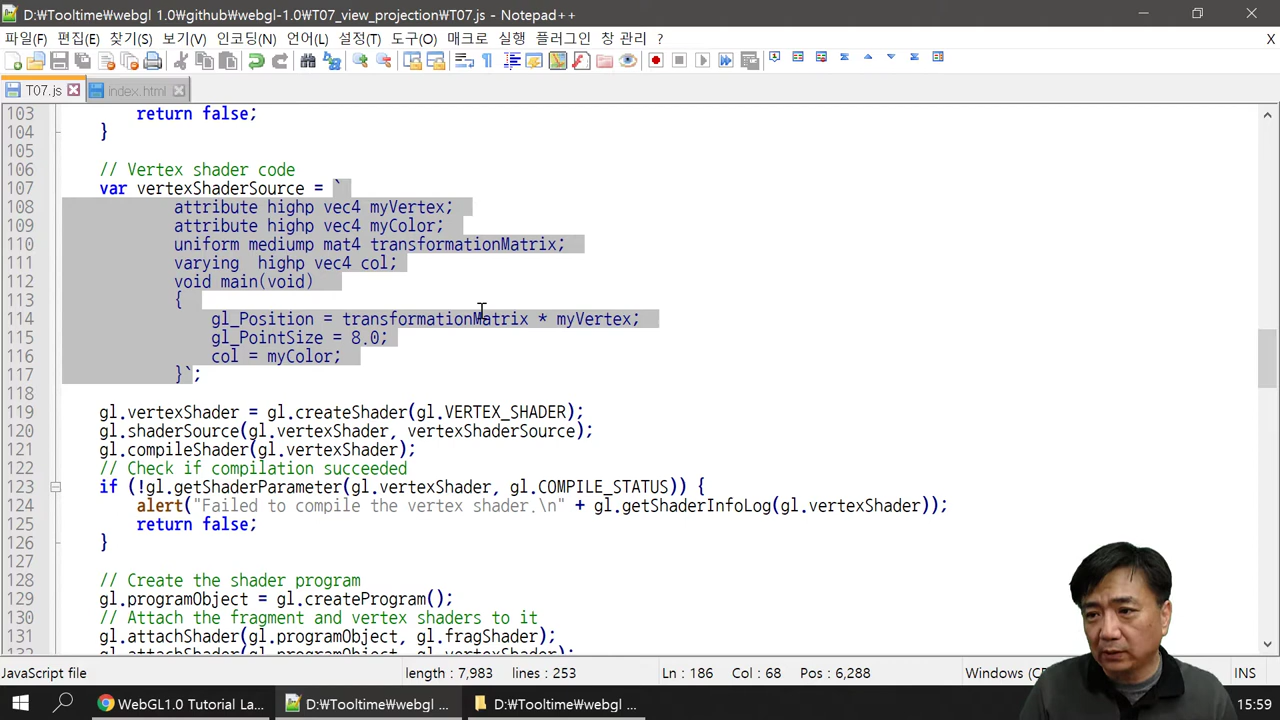 D:₩Tooltime₩webgl 1.0₩github₩webgl-1.0₩T07_view_projection₩T07.js - Notepad++
파일(F) 편집(E) 찾기(S) 보기(V) 인코딩(N) 언어(L) 설정(T) 도구(O) 매크로 실행 플러그인 창 관리 ? X
T07.js index.html
103 return false;
104 }
105
106 // Vertex shader code
107 var vertexShaderSource = `
108 attribute highp vec4 myVertex;
109 attribute highp vec4 myColor;
110 uniform mediump mat4 transformationMatrix;
111 varying  highp vec4 col;
112 void main(void)
113 {
114 gl_Position = transformationMatrix * myVertex;
115 gl_PointSize = 8.0;
116 col = myColor;
117 }`;
118
119 gl.vertexShader = gl.createShader(gl.VERTEX_SHADER);
120 gl.shaderSource(gl.vertexShader, vertexShaderSource);
121 gl.compileShader(gl.vertexShader);
122 // Check if compilation succeeded
123 if (!gl.getShaderParameter(gl.vertexShader, gl.COMPILE_STATUS)) {
124 alert("Failed to compile the vertex shader.\n" + gl.getShaderInfoLog(gl.vertexShader));
125 return false;
126 }
127
128 // Create the shader program
129 gl.programObject = gl.createProgram();
130 // Attach the fragment and vertex shaders to it
131 gl.attachShader(gl.programObject, gl.fragShader);
132 gl.attachShader(gl.programObject, gl.vertexShader);
JavaScript file length : 7,983 lines : 253 Ln : 186 Col : 68 Pos : 6,288 Windows (CR INS
WebGL1.0 Tutorial La... D:₩Tooltime₩webgl ... D:₩Tooltime₩webgl ... 15:59